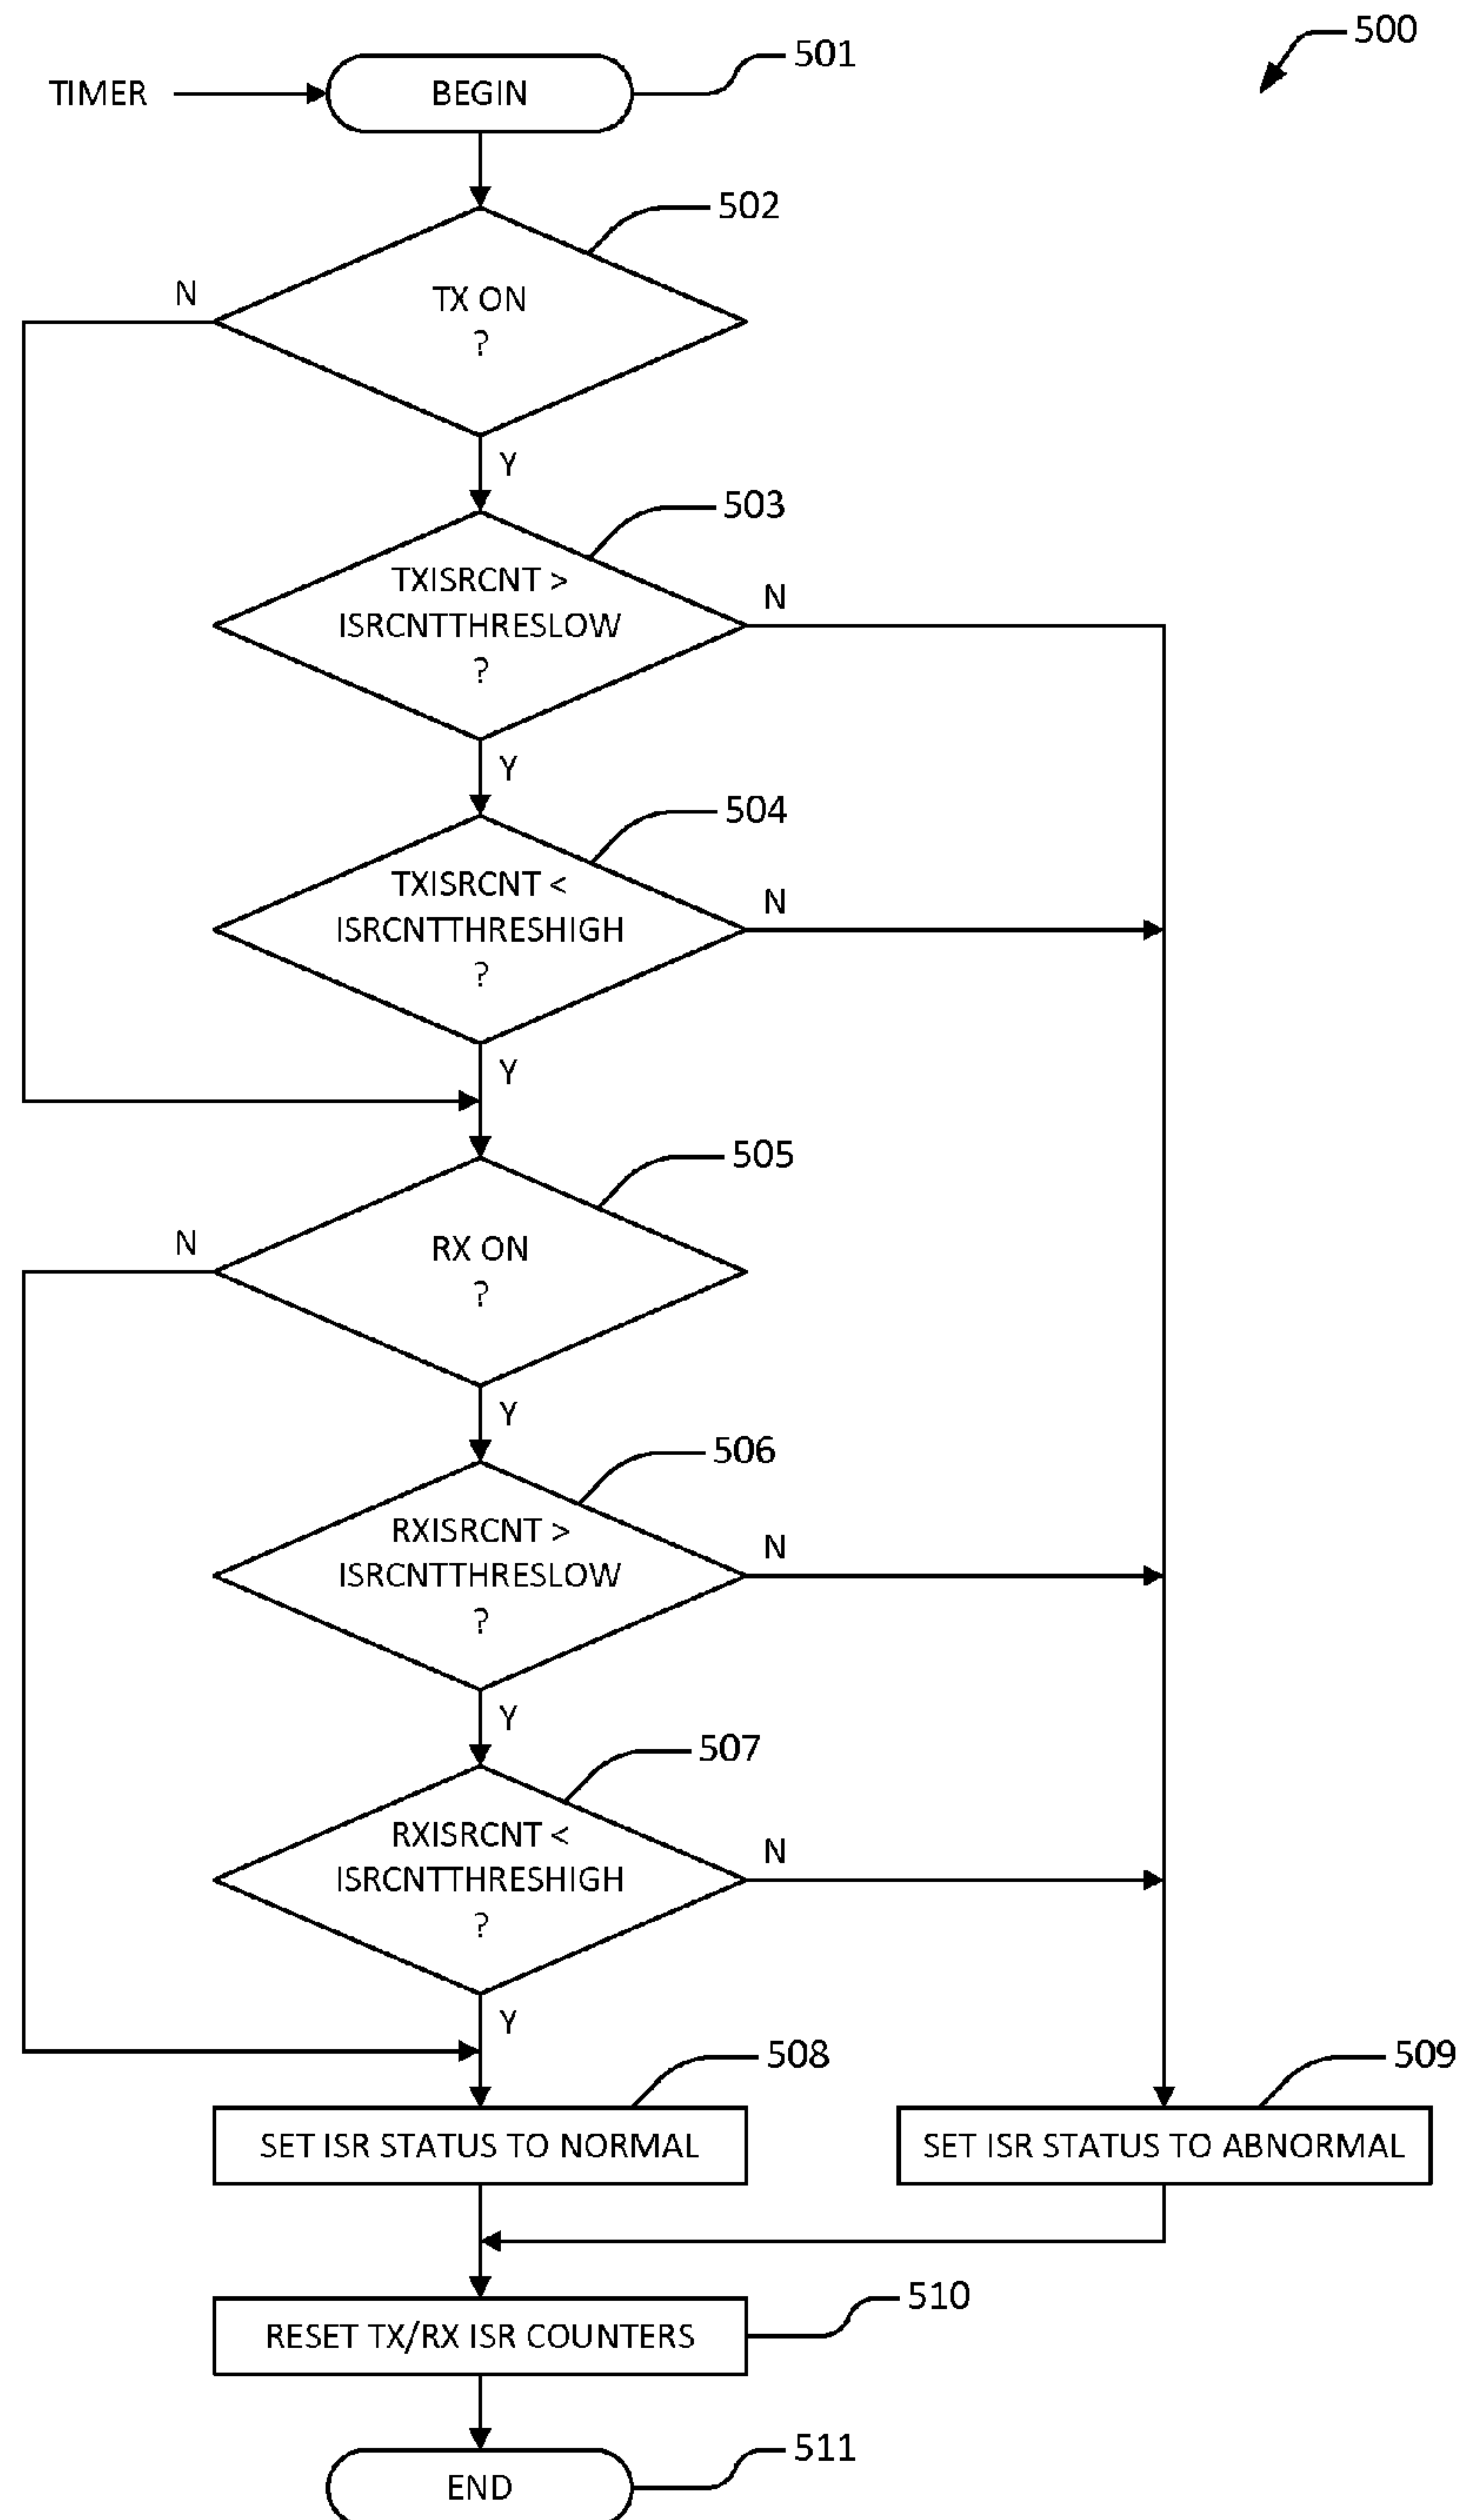 500
501
TIMER
BEGIN
502
N
TX ON
?
Y
503
TXISRCNT >
N
ISRCNTTHRESLOW
?
Y
504
TXISRCNT <
N
ISRCNTTHRESHIGH
?
Y
505
N
RX ON
?
Y
506
RXISRCNT >
N
ISRCNTTHRESLOW
?
Y
507
RXISRCNT <
N
ISRCNTTHRESHIGH
?
Y
508
509
SET ISR STATUS TO NORMAL
SET ISR STATUS TO ABNORMAL
510
RESET TX/RX ISR COUNTERS
511
END